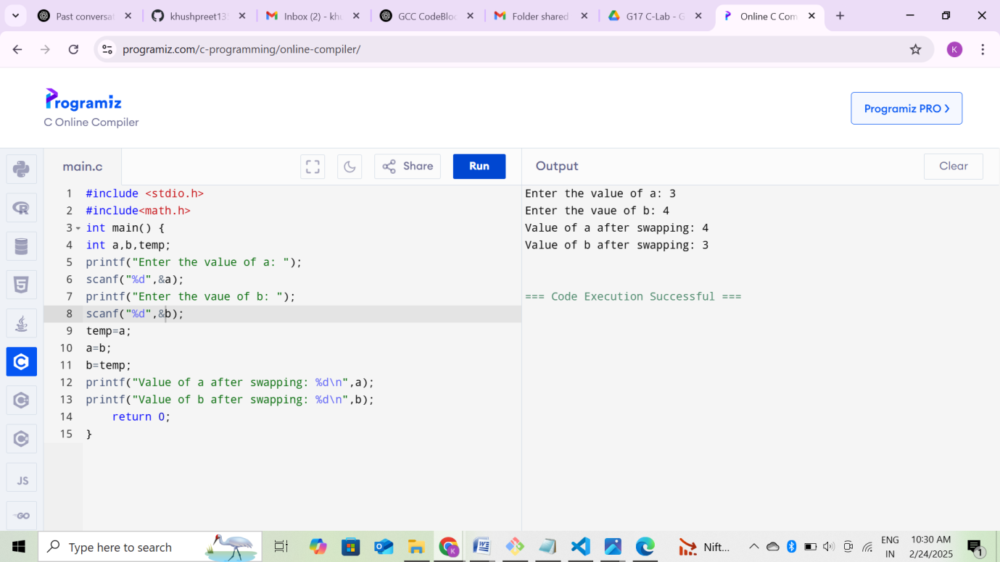 Past conversat
khushpreet13
Inbox (2) - khu
GCC CodeBloc
Folder shared
G17 C-Lab - G
Online C Com
programiz.com/c-programming/online-compiler/
K
Programiz
C Online Compiler
Programiz PRO
main.c
Share
Run
Output
Clear
1 #include <stdio.h>
2 #include<math.h>
3 int main() {
4 int a,b,temp;
5 printf("Enter the value of a: ");
6 scanf("%d",&a);
7 printf("Enter the vaue of b: ");
8 scanf("%d",&b);
9 temp=a;
10 a=b;
11 b=temp;
12 printf("Value of a after swapping: %d\n",a);
13 printf("Value of b after swapping: %d\n",b);
14 return 0;
15 }
Enter the value of a: 3
Enter the vaue of b: 4
Value of a after swapping: 4
Value of b after swapping: 3
=== Code Execution Successful ===
JS
GO
Type here to search
Nift...
ENG
IN
10:30 AM
2/24/2025
1